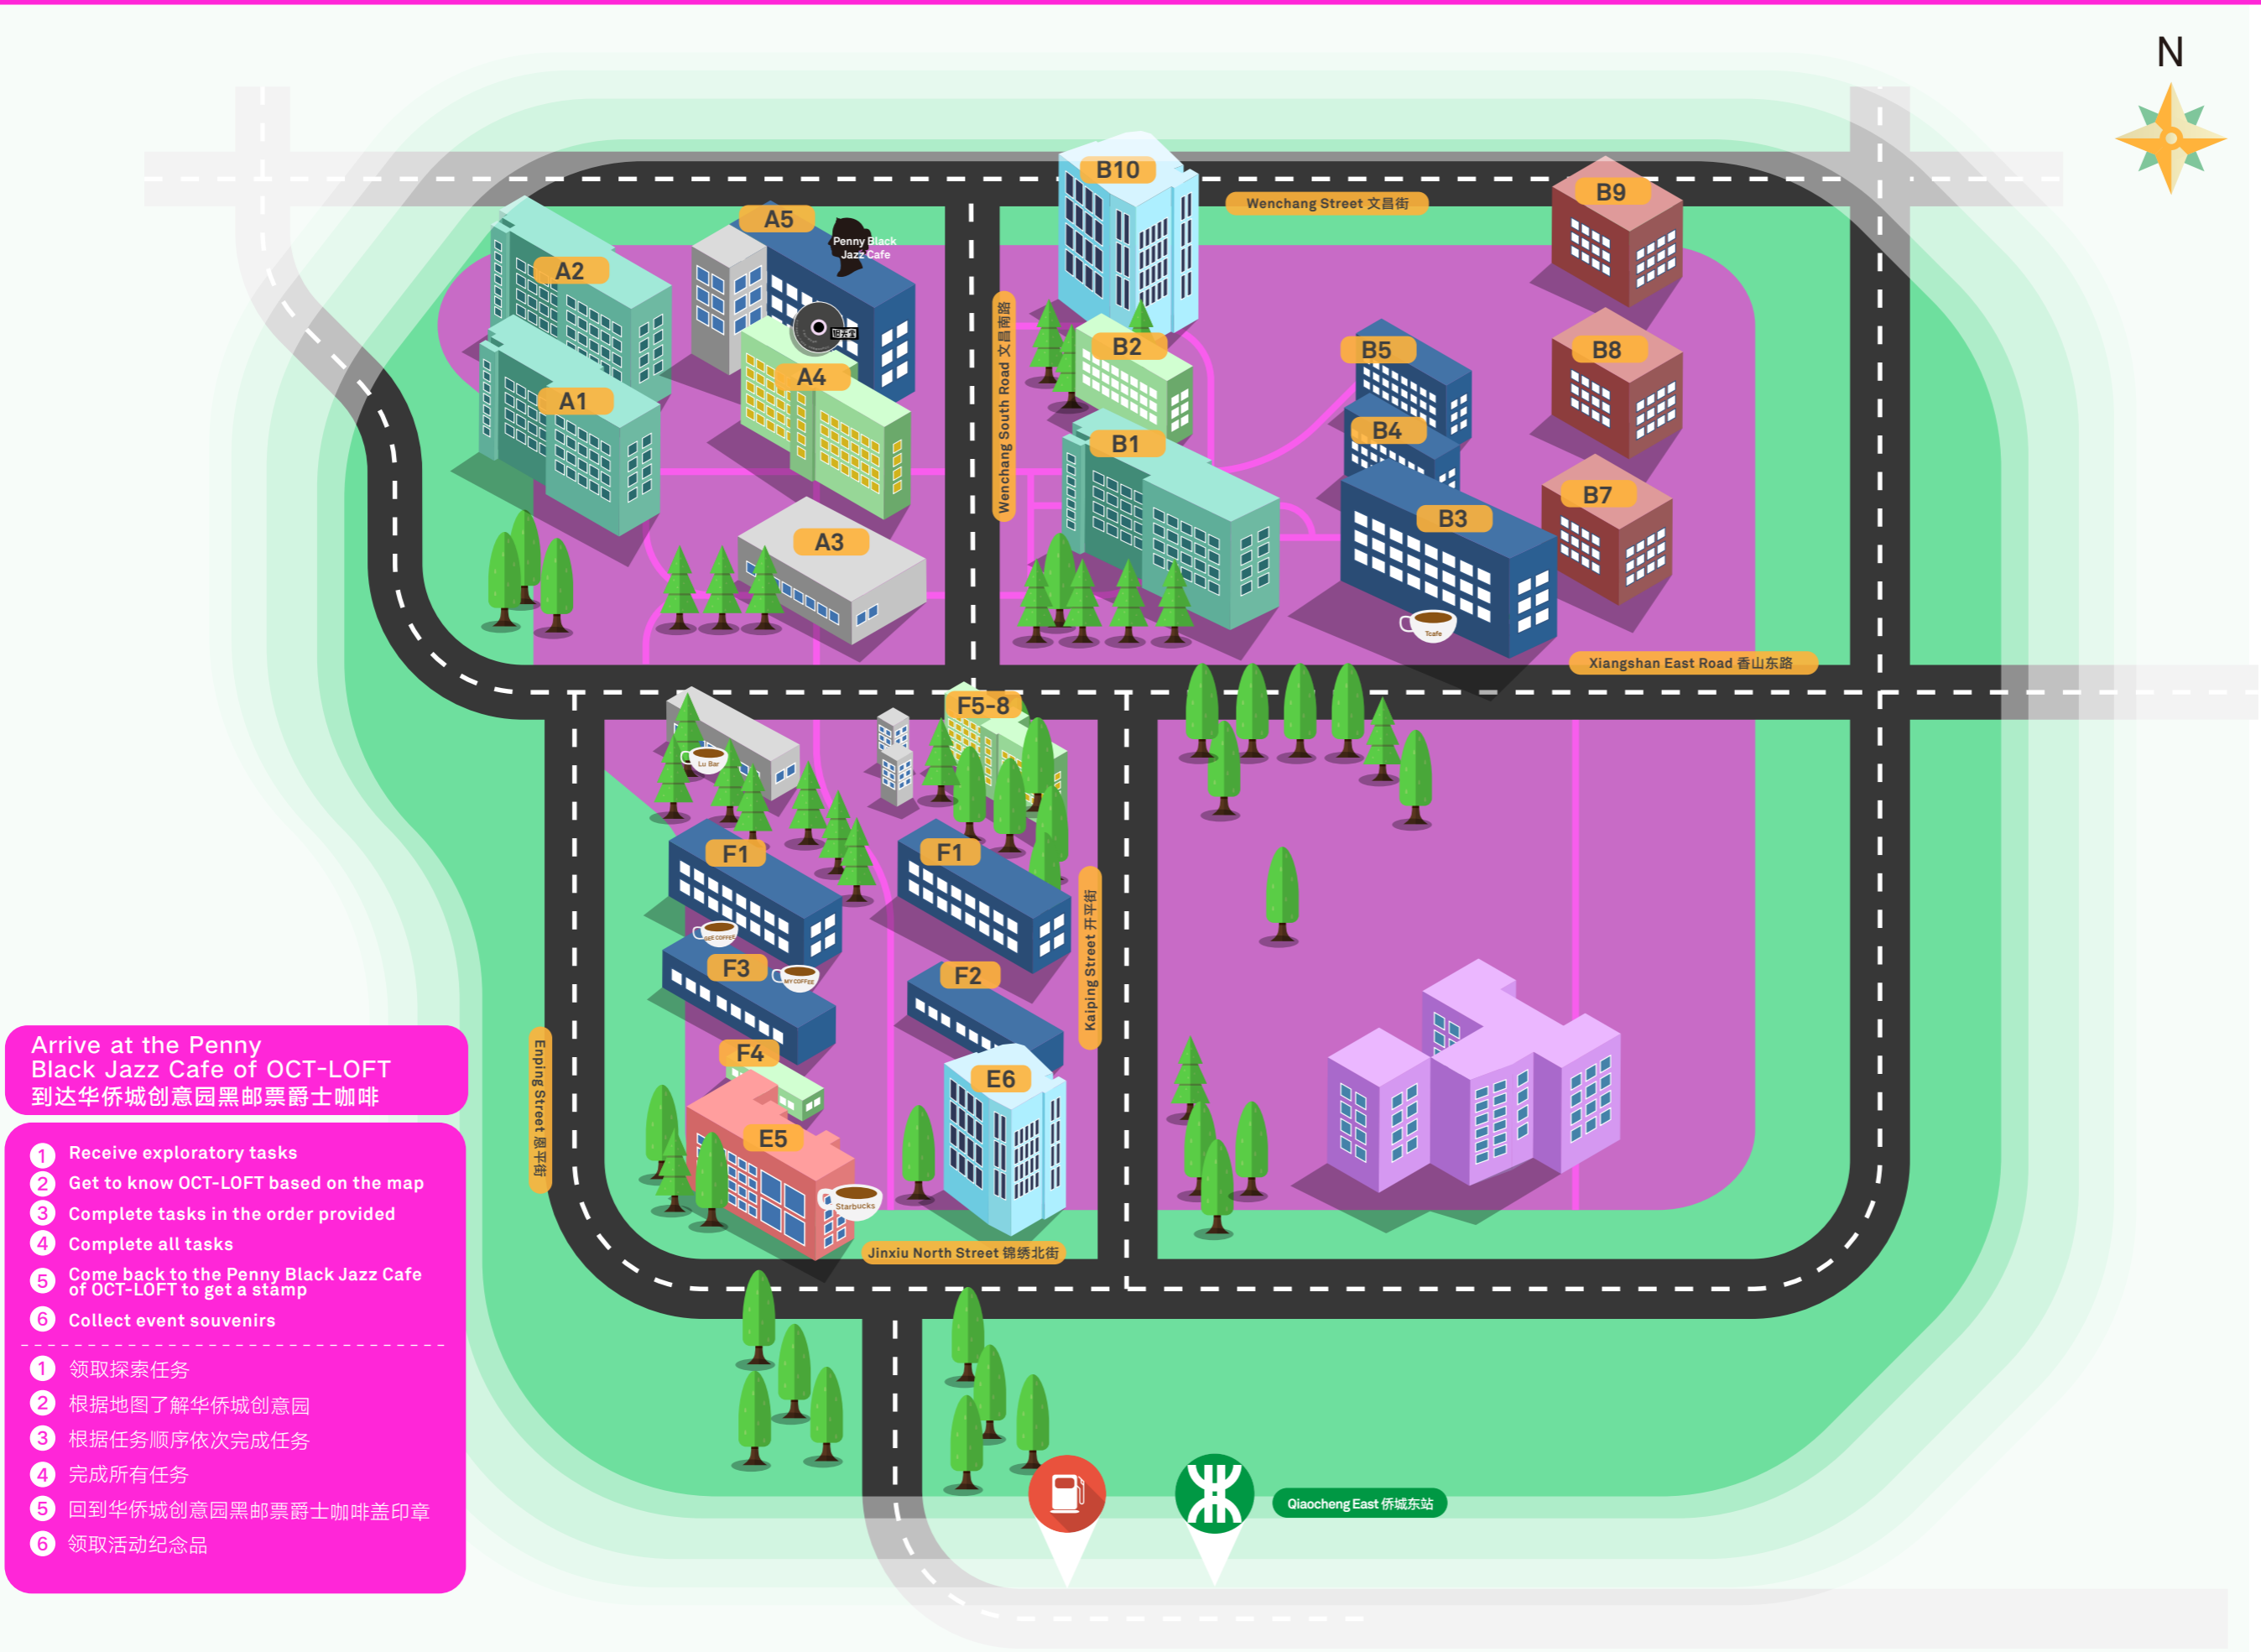 N
B10
Wenchang Street 文昌街
B9
A5
Penny Black
Jazz Cafe
A2
旧天堂
B2
B5
B8
A4
A1
Wenchang South Road 文昌南路
B4
B1
B7
B3
A3
Tcafe
Xiangshan East Road 香山东路
F5-8
Lu Bar
F1
F1
GEE COFFEE
F3
MY COFFEE
F2
Kaiping Street 开平街
F4
E6
E5
Enping Street 恩平街
Starbucks
Jinxiu North Street 锦绣北街
Qiaocheng East 侨城东站
Arrive at the Penny
Black Jazz Cafe of OCT-LOFT
到达华侨城创意园黑邮票爵士咖啡
1 Receive exploratory tasks
2 Get to know OCT-LOFT based on the map
3 Complete tasks in the order provided
4 Complete all tasks
5 Come back to the Penny Black Jazz Cafe
of OCT-LOFT to get a stamp
6 Collect event souvenirs
1 领取探索任务
2 根据地图了解华侨城创意园
3 根据任务顺序依次完成任务
4 完成所有任务
5 回到华侨城创意园黑邮票爵士咖啡盖印章
6 领取活动纪念品